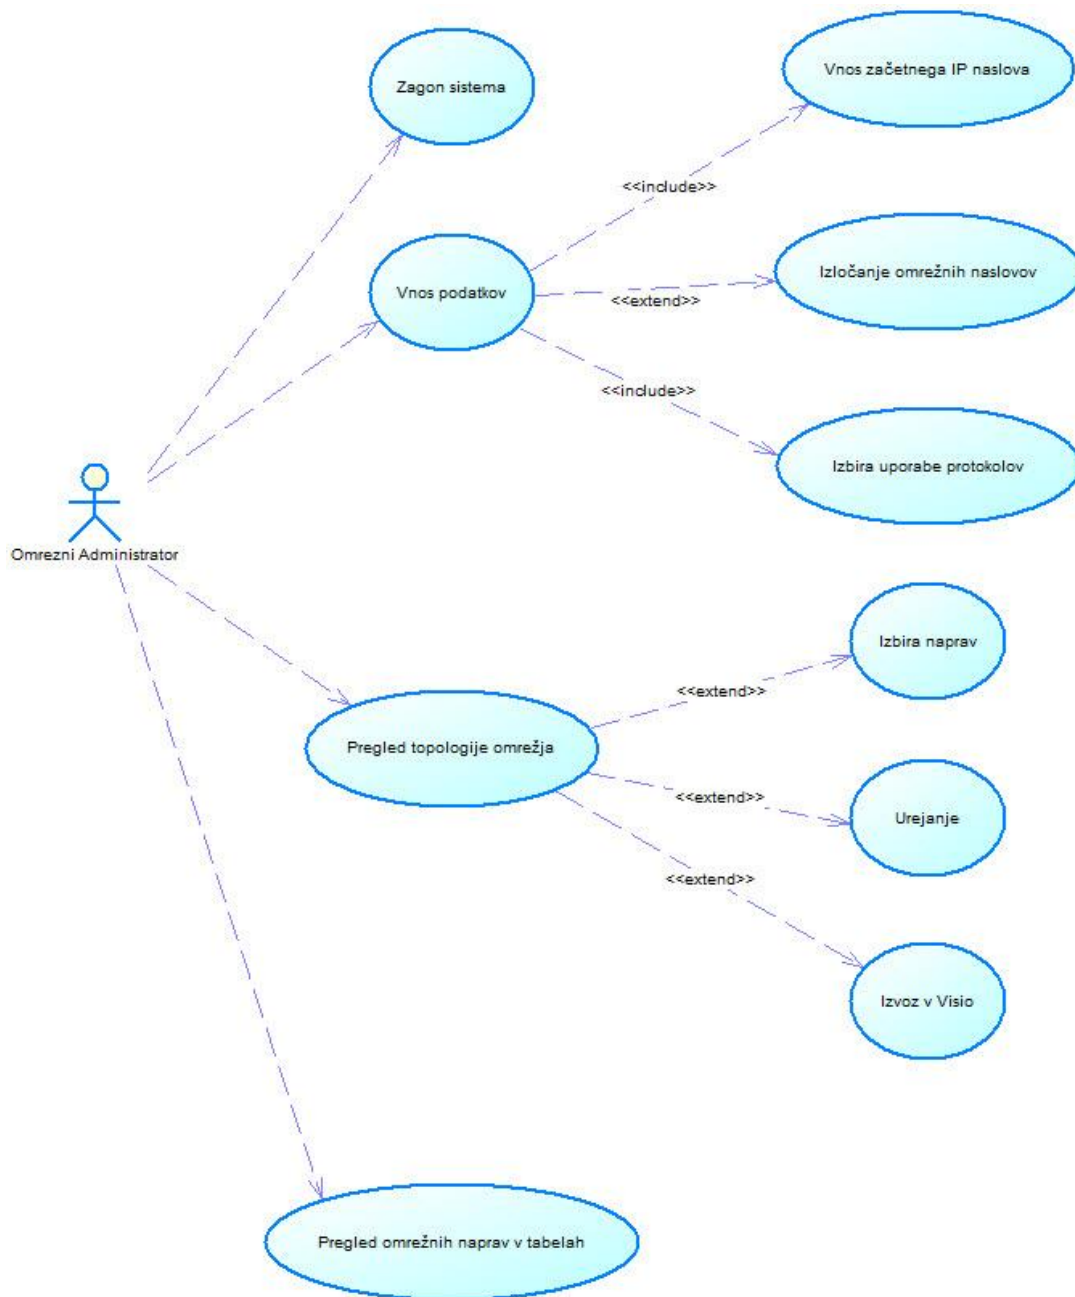 Vnos začetnega IP naslova
Zagon sistema
<<include>>
Izločanje omrežnih naslovov
Vnos podatkov
<<extend>>
<<include>>
Izbira uporabe protokolov
Omrezni Administrator
Izbira naprav
<<extend>>
Pregled topologije omrežja
<<extend>>
Urejanje
<<extend>>
Izvoz v Visio
Pregled omrežnih naprav v tabelah